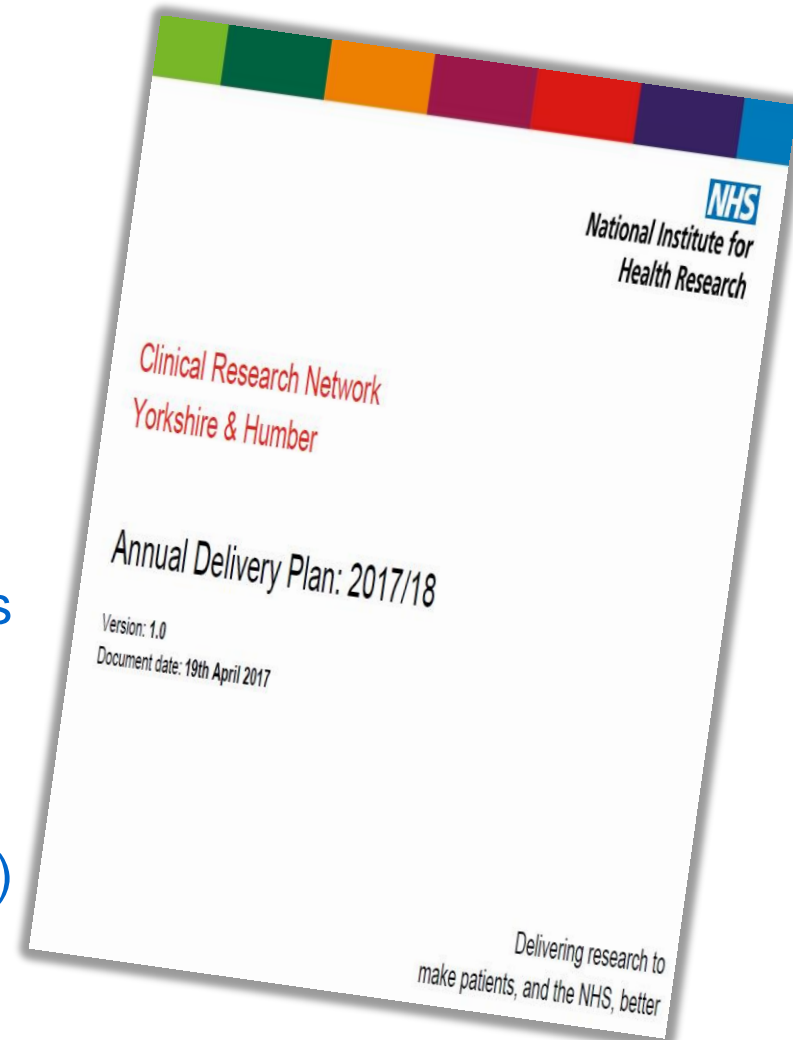 NHS
National Institute for
Health Research
Clinical Research Network
Yorkshire & Humber
Annual Delivery Plan: 2017/18
Version: 1.0
Document date: 19th April 2017
s
)
Delivering research to
make patients, and the NHS, better